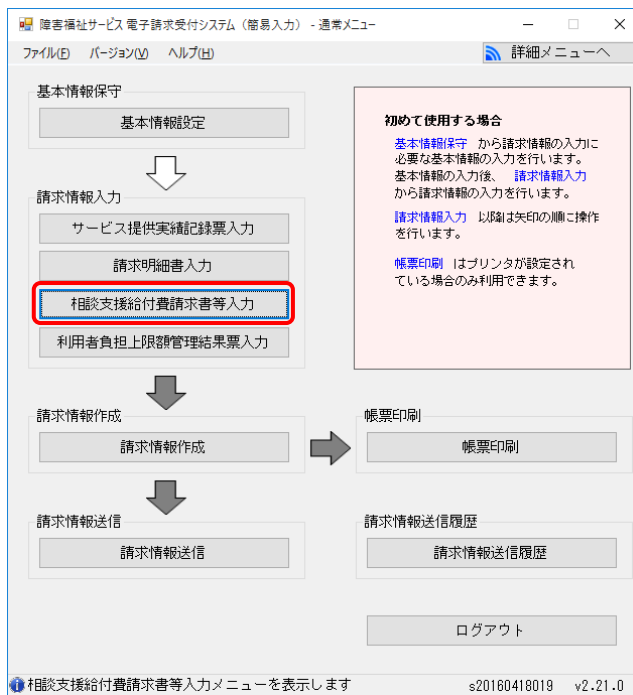 障害福祉サービス 電子請求受付システム（簡易入力） - 通常メニュー
ファイル(F) バージョン(V) ヘルプ(H) 詳細メニューへ
基本情報保守
基本情報設定
請求情報入力
サービス提供実績記録票入力
請求明細書入力
相談支援給付費請求書等入力
利用者負担上限額管理結果票入力
初めて使用する場合
基本情報保守 から請求情報の入力に
必要な基本情報の入力を行います。
基本情報の入力後、 請求情報入力
から請求情報の入力を行います。
請求情報入力 以降は矢印の順に操作
を行います。
帳票印刷 はプリンタが設定され
ている場合のみ利用できます。
請求情報作成
請求情報作成
帳票印刷
帳票印刷
請求情報送信
請求情報送信
請求情報送信履歴
請求情報送信履歴
ログアウト
相談支援給付費請求書等入力メニューを表示します s20160418019 v2.21.0